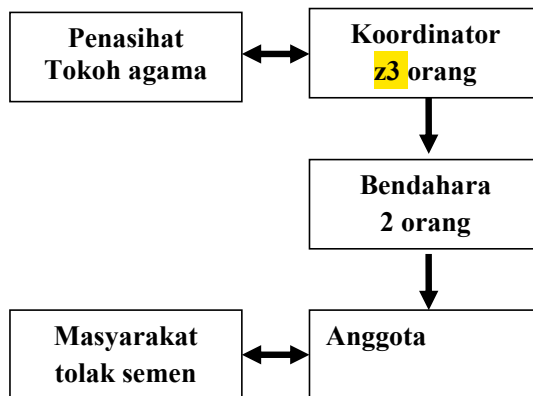 Penasihat
Tokoh agama
Koordinator
z3 orang
Bendahara
2 orang
Masyarakat
tolak semen
Anggota